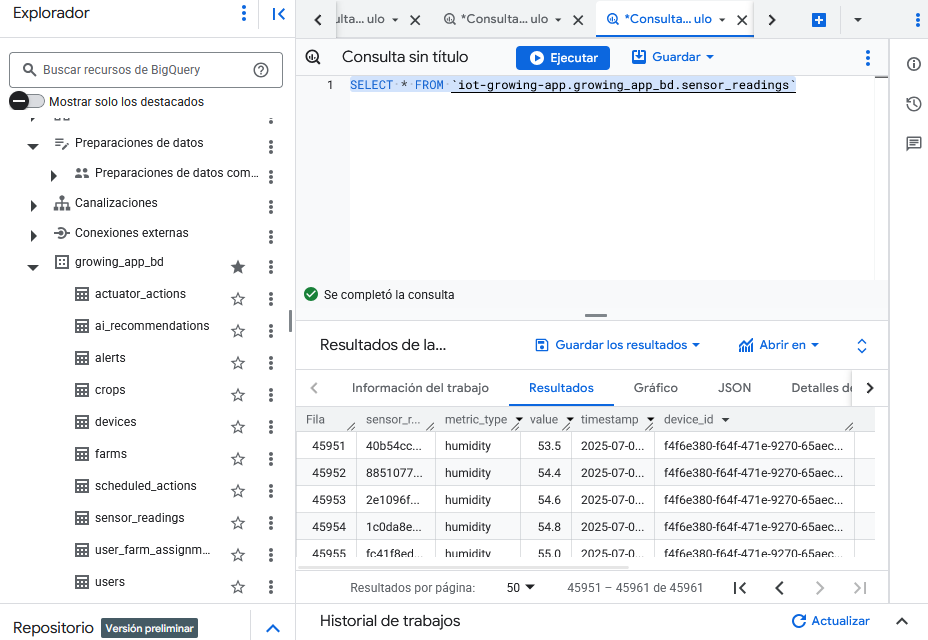 Explorador
Buscar recursos de BigQuery
Mostrar solo los destacados
Preparaciones de datos
Preparaciones de datos com...
Canalizaciones
Conexiones externas
growing_app_bd
actuator_actions
ai_recommendations
alerts
crops
devices
farms
scheduled_actions
sensor_readings
user_farm_assignm...
users
Repositorio Versión preliminar
ulta... ulo
*Consulta... ulo
*Consulta... ulo
Consulta sin título
Ejecutar
Guardar
1 SELECT * FROM `iot-growing-app.growing_app_bd.sensor_readings`
Se completó la consulta
Resultados de la...
Guardar los resultados
Abrir en
Información del trabajo Resultados Gráfico JSON Detalles de
Fila sensor_r... metric_type value timestamp device_id
45951 40b54cc... humidity 53.5 2025-07-0... f4f6e380-f64f-471e-9270-65aec...
45952 8851077... humidity 54.4 2025-07-0... f4f6e380-f64f-471e-9270-65aec...
45953 2e1096f... humidity 54.6 2025-07-0... f4f6e380-f64f-471e-9270-65aec...
45954 1c0da8e... humidity 54.8 2025-07-0... f4f6e380-f64f-471e-9270-65aec...
45955 fc41f8ed... humidity 55.0 2025-07-0... f4f6e380-f64f-471e-9270-65aec...
Resultados por página: 50 45951 – 45961 de 45961
Historial de trabajos
Actualizar